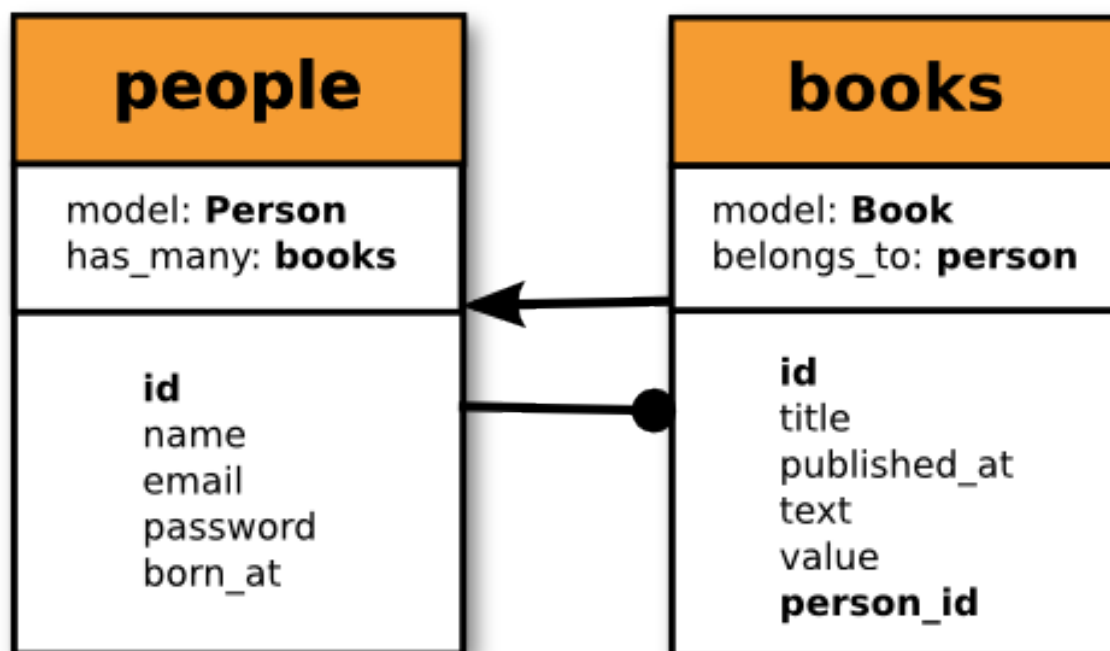 people
model: Person
has_many: books
id
name
email
password
born_at
books
model: Book
belongs_to: person
id
title
published_at
text
value
person_id